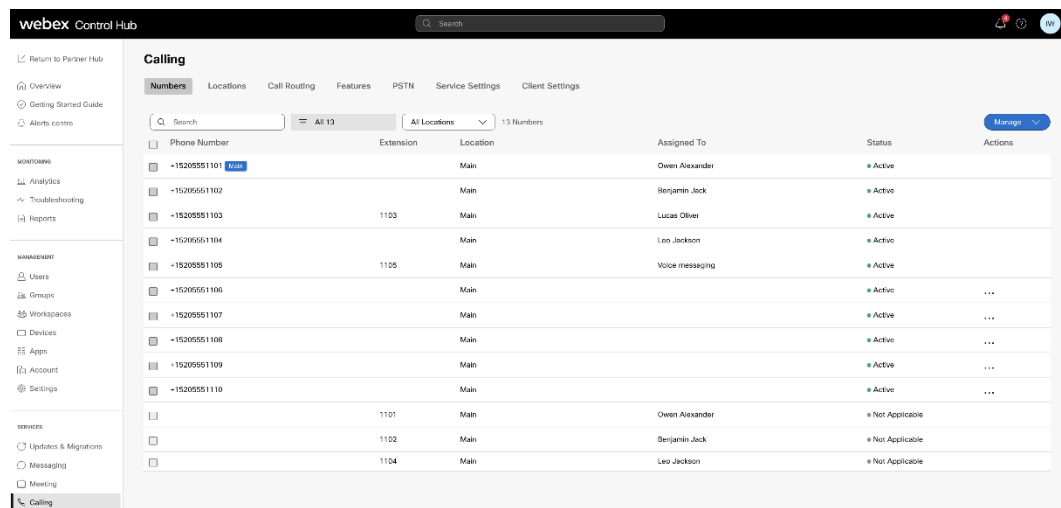 webex Control Hub
Search
4
Return to Partner Hub
Overview
Getting Started Guide
Alerts centre
MONITORING
Analytics
Troubleshooting
Reports
MANAGEMENT
Users
Groups
Workspaces
Devices
Apps
Account
Settings
SERVICES
Updates & Migrations
Messaging
Meeting
Calling
Calling
Numbers Locations Call Routing Features PSTN Service Settings Client Settings
Search All 13 All Locations 13 Numbers Manage
Phone Number Extension Location Assigned To Status Actions
+15205551101 Main Main Owen Alexander Active
+15205551102 Main Benjamin Jack Active
+15205551103 1103 Main Lucas Oliver Active
+15205551104 Main Leo Jackson Active
+15205551105 1105 Main Voice messaging Active
+15205551106 Main Active ...
+15205551107 Main Active ...
+15205551108 Main Active ...
+15205551109 Main Active ...
+15205551110 Main Active ...
1101 Main Owen Alexander Not Applicable
1102 Main Benjamin Jack Not Applicable
1104 Main Leo Jackson Not Applicable